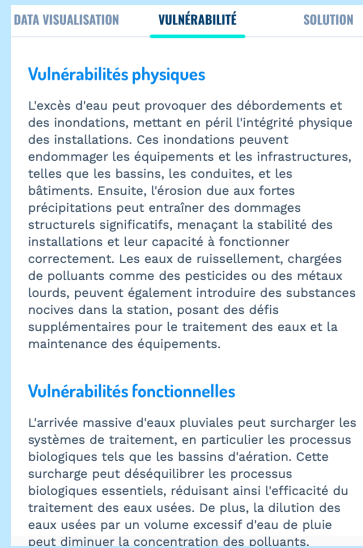 DATA VISUALISATION VULNÉRABILITÉ SOLUTION
Vulnérabilités physiques
L'excès d'eau peut provoquer des débordements et
des inondations, mettant en péril l'intégrité physique
des installations. Ces inondations peuvent
endommager les équipements et les infrastructures,
telles que les bassins, les conduites, et les
bâtiments. Ensuite, l'érosion due aux fortes
précipitations peut entraîner des dommages
structurels significatifs, menaçant la stabilité des
installations et leur capacité à fonctionner
correctement. Les eaux de ruissellement, chargées
de polluants comme des pesticides ou des métaux
lourds, peuvent également introduire des substances
nocives dans la station, posant des défis
supplémentaires pour le traitement des eaux et la
maintenance des équipements.
Vulnérabilités fonctionnelles
L'arrivée massive d'eaux pluviales peut surcharger les
systèmes de traitement, en particulier les processus
biologiques tels que les bassins d'aération. Cette
surcharge peut déséquilibrer les processus
biologiques essentiels, réduisant ainsi l'efficacité du
traitement des eaux usées. De plus, la dilution des
eaux usées par un volume excessif d'eau de pluie
peut diminuer la concentration des polluants,